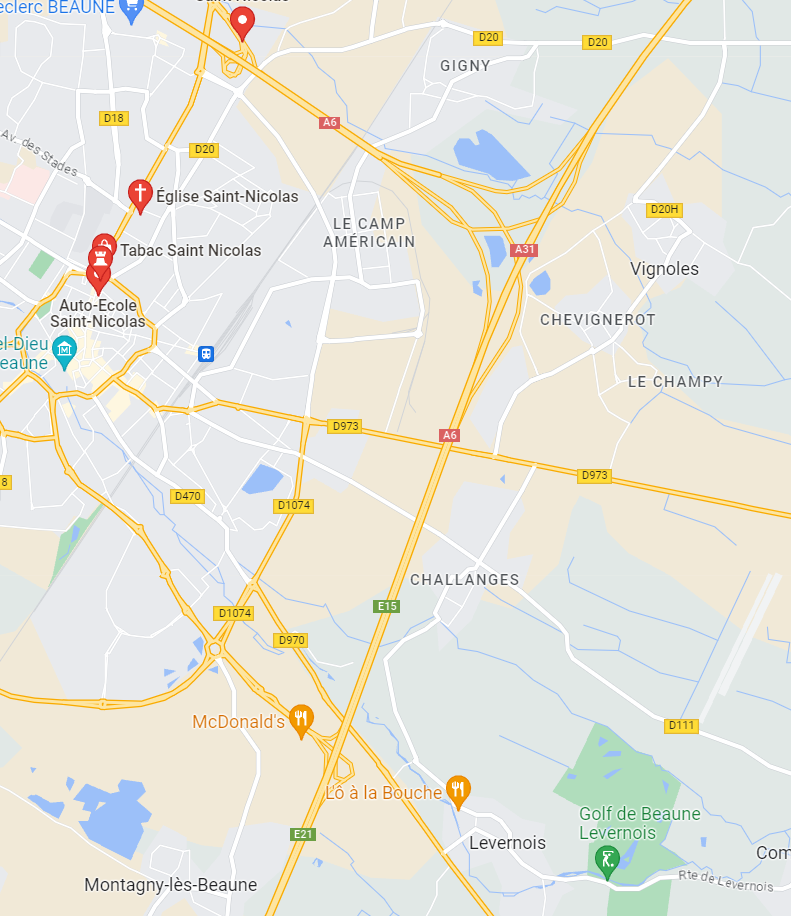 eclerc BEAUNE
GIGNY
D20
D20
A6
D18
Av. des Stades
D20
Église Saint-Nicolas
LE CAMP
AMÉRICAIN
D20H
Tabac Saint Nicolas
A31
Vignoles
Auto-Ecole
Saint-Nicolas
CHEVIGNEROT
el-Dieu
eaune
LE CHAMPY
D973
A6
D973
8
D470
D1074
CHALLANGES
E15
D1074
D970
McDonald's
D111
L'ô à la Bouche
Golf de Beaune
Levernois
E21
Levernois
Com
Montagny-lès-Beaune
Rte de Levernois